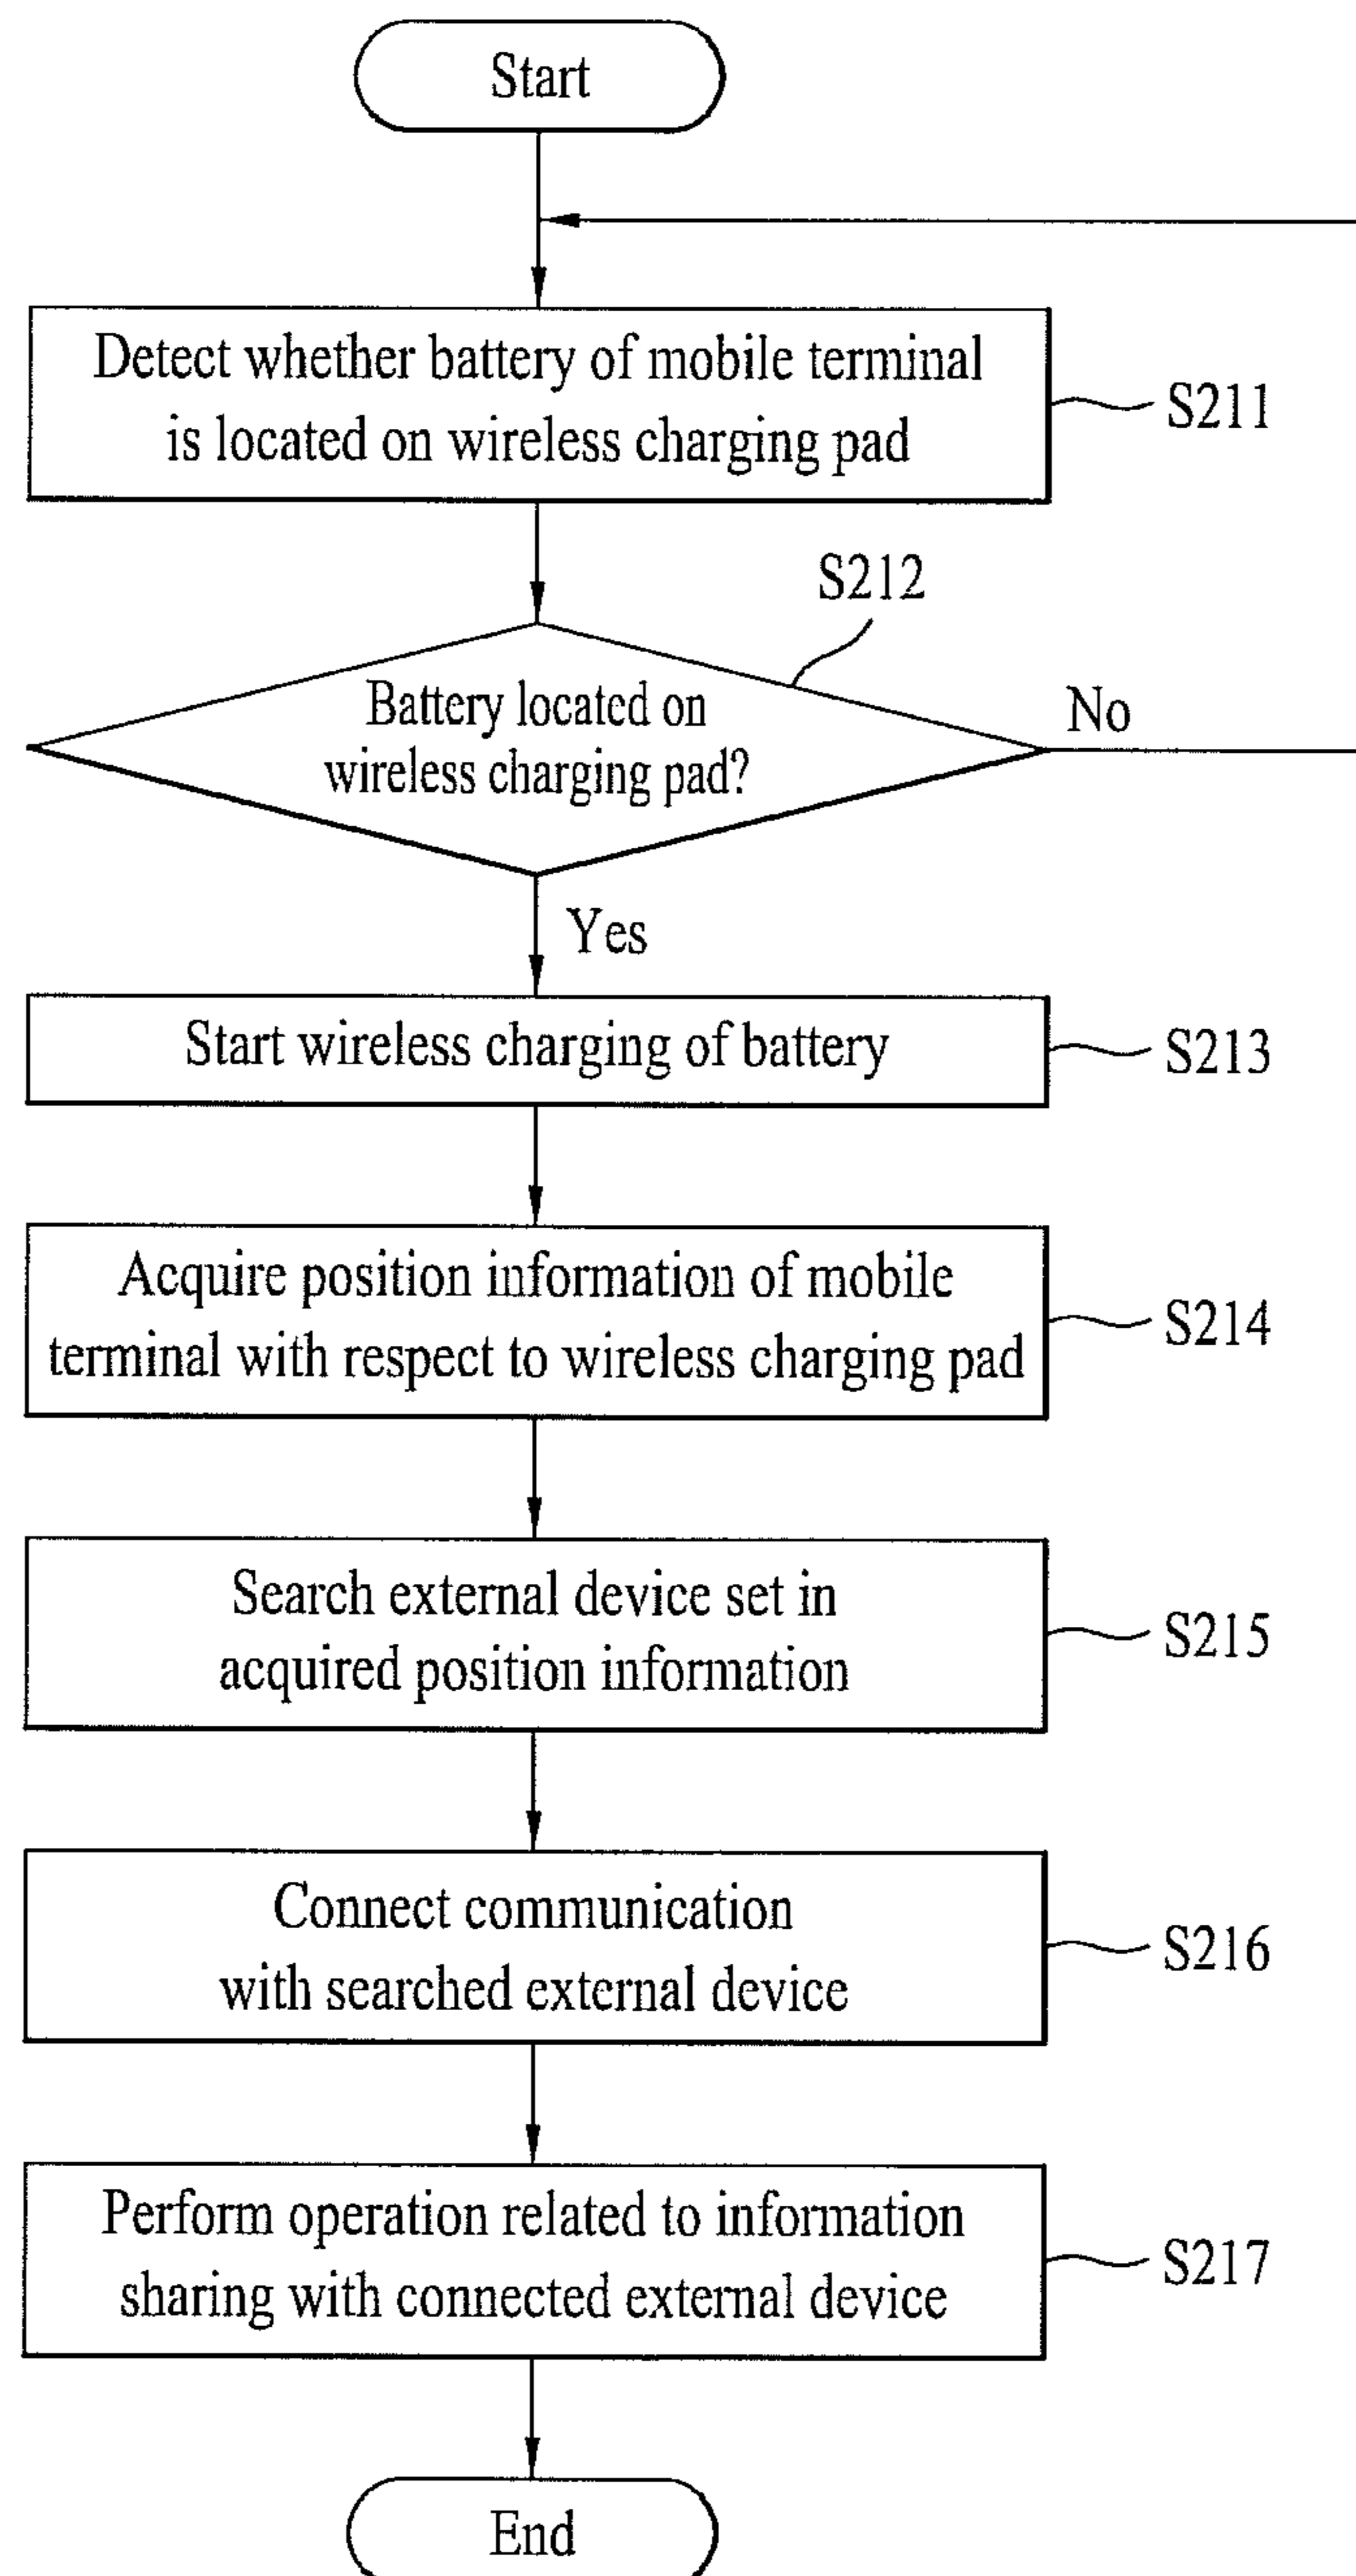 Start
Detect whether battery of mobile terminal
is located on wireless charging pad
S211
S212
Battery located on
wireless charging pad?
No
Yes
Start wireless charging of battery
S213
Acquire position information of mobile
terminal with respect to wireless charging pad
S214
Search external device set in
acquired position information
S215
Connect communication
with searched external device
S216
Perform operation related to information
sharing with connected external device
S217
End